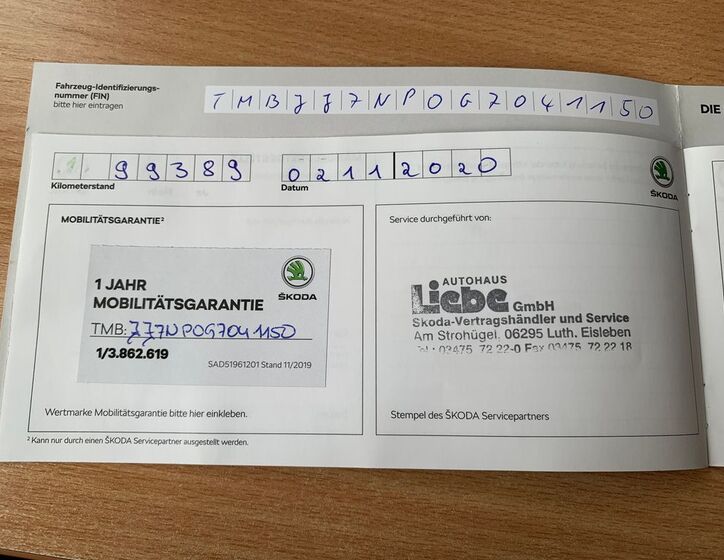 Fahrzeug-Identifizierungs-
nummer (FIN)
bitte hier eintragen
TMBJJ7NP0G7041150
DIE
99389
Kilometerstand
02112020
Datum
ŠKODA
MOBILITÄTSGARANTIE²
1 JAHR
MOBILITÄTSGARANTIE
TMB: JJ7NP0G7041150
1/3.862.619
SAD51961201 Stand 11/2019
ŠKODA
Wertmarke Mobilitätsgarantie bitte hier einkleben.
Service durchgeführt von:
AUTOHAUS
Liebe GmbH
Skoda-Vertragshändler und Service
Am Strohügel. 06295 Luth. Eisleben
Tel.: 03475 72 22-0 Fax 03475 72 22 18
Stempel des ŠKODA Servicepartners
² Kann nur durch einen ŠKODA Servicepartner ausgestellt werden.